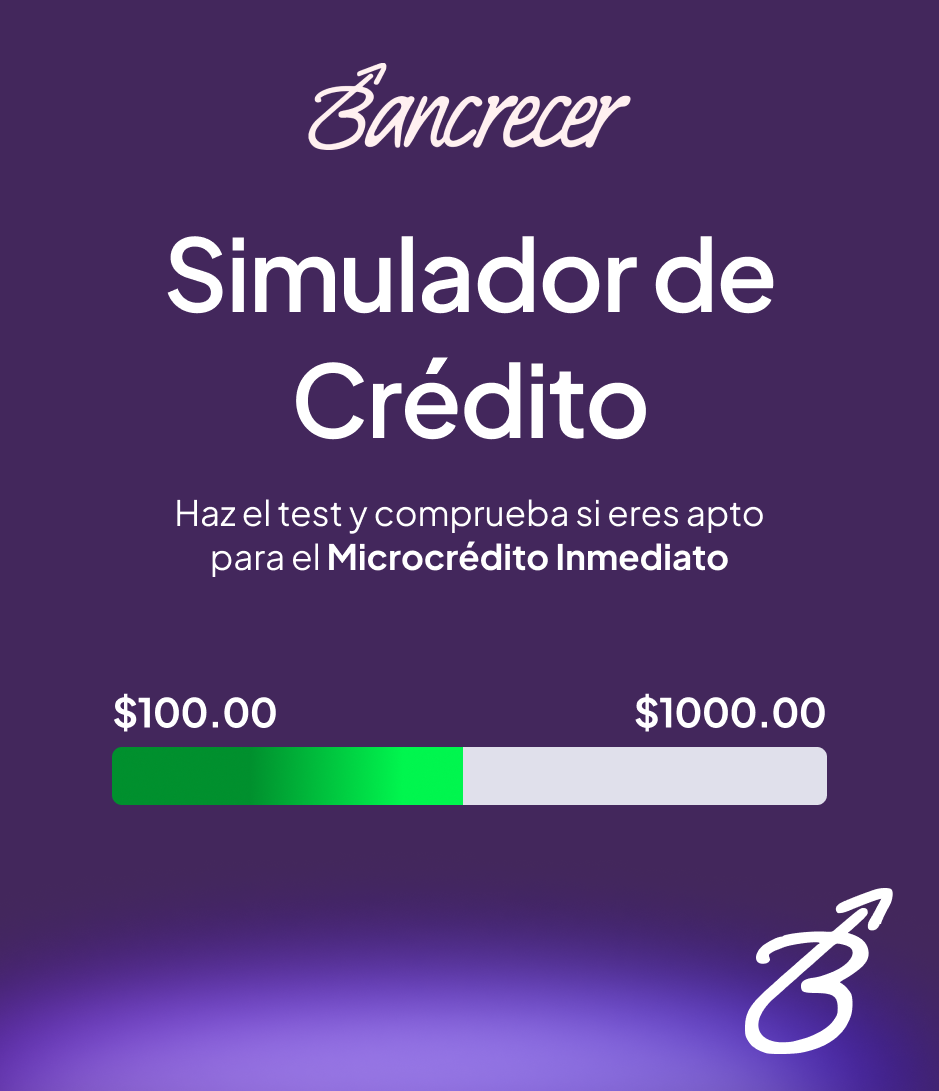 Bancrecer
Simulador de
Crédito
Haz el test y comprueba si eres apto
para el Microcrédito Inmediato
$100.00 $1000.00
B